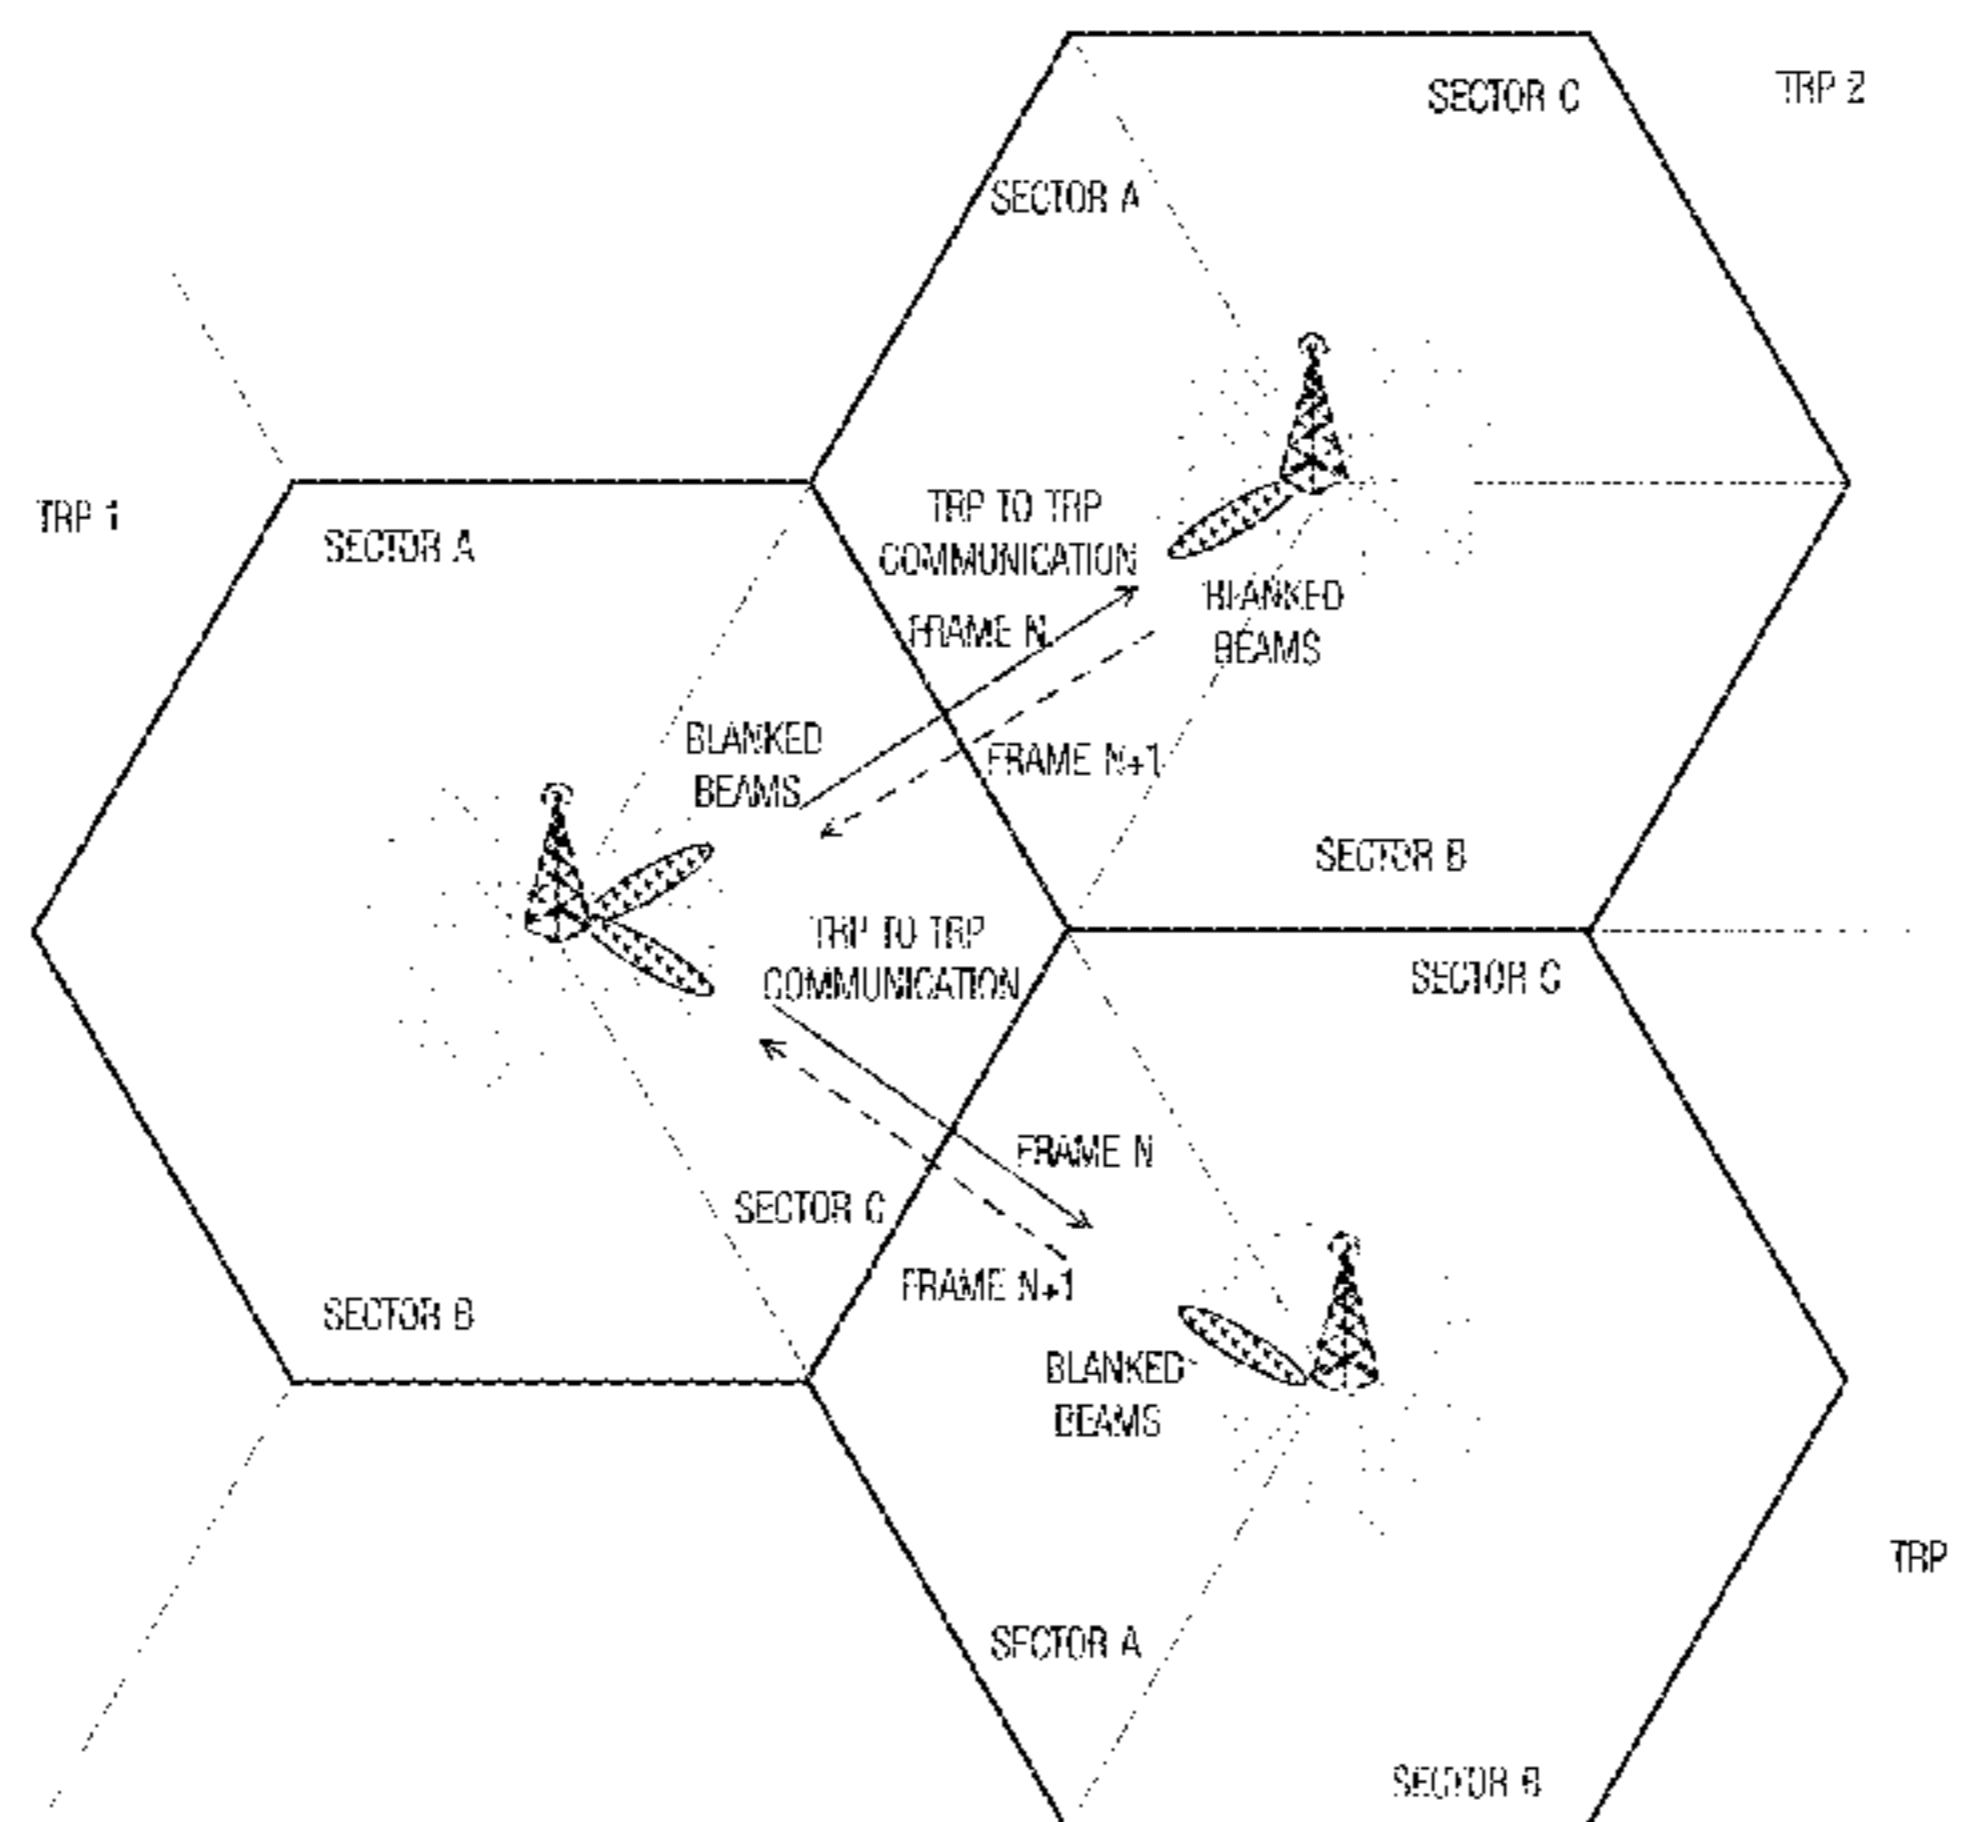 SECTOR C
TRP 2
SECTOR A
TRP 1
SECTOR A
TRP TO TRP
COMMUNICATION
FRAME N
BLANKED
BEAMS
BLANKED
BEAMS
FRAME N+1
SECTOR B
TRP TO TRP
COMMUNICATION
SECTOR C
FRAME N
SECTOR C
FRAME N+1
SECTOR B
BLANKED
BEAMS
TRP
SECTOR A
SECTOR B